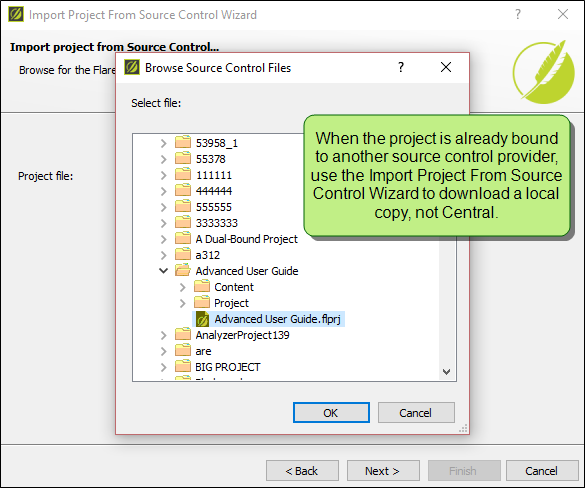 Import Project From Source Control Wizard
Import project from Source Control...
Browse for the Flare
Project file:
Browse Source Control Files
Select file:
53958_1
55378
111111
444444
555555
3333333
A Dual-Bound Project
a312
Advanced User Guide
Content
Project
Advanced User Guide.flprj
AnalyzerProject139
are
BIG PROJECT
When the project is already bound
to another source control provider,
use the Import Project From Source
Control Wizard to download a local
copy, not Central.
OK Cancel
< Back Next > Finish Cancel